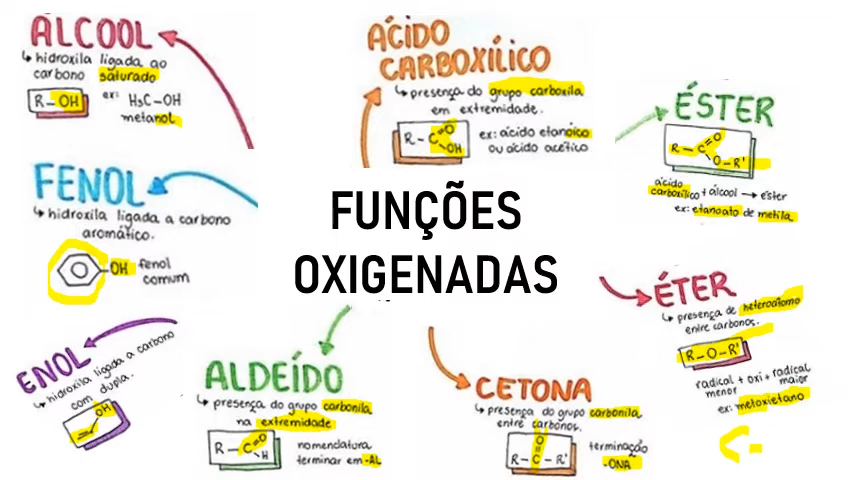 ÁLCOOL
↳ hidroxila ligada ao
carbono saturado
R-OH ex: H₃C-OH
metanol
ÁCIDO
CARBOXÍLICO
↳ presença do grupo carboxila
em extremidade.
R-C=O OH
ex: ácido etanóico
ou ácido acético
ÉSTER
R-C=O O-R'
ácido
carboxílico + álcool → éster
ex: etanoato de metila
FENOL
↳ hidroxila ligada a carbono
aromático.
OH fenol
comum
FUNÇÕES
OXIGENADAS
ÉTER
↳ presença de heteroátomo
entre carbonos.
R-O-R'
radical + oxi + radical
menor maior
ex: metoxietano
ENOL
↳ hidroxila ligada a carbono
com dupla.
OH
ALDEÍDO
↳ presença do grupo carbonila
na extremidade
R-C=O H
nomenclatura
terminar em -AL
CETONA
↳ presença do grupo carbonila
entre carbonos.
O
R-C-R'
terminação
-ONA